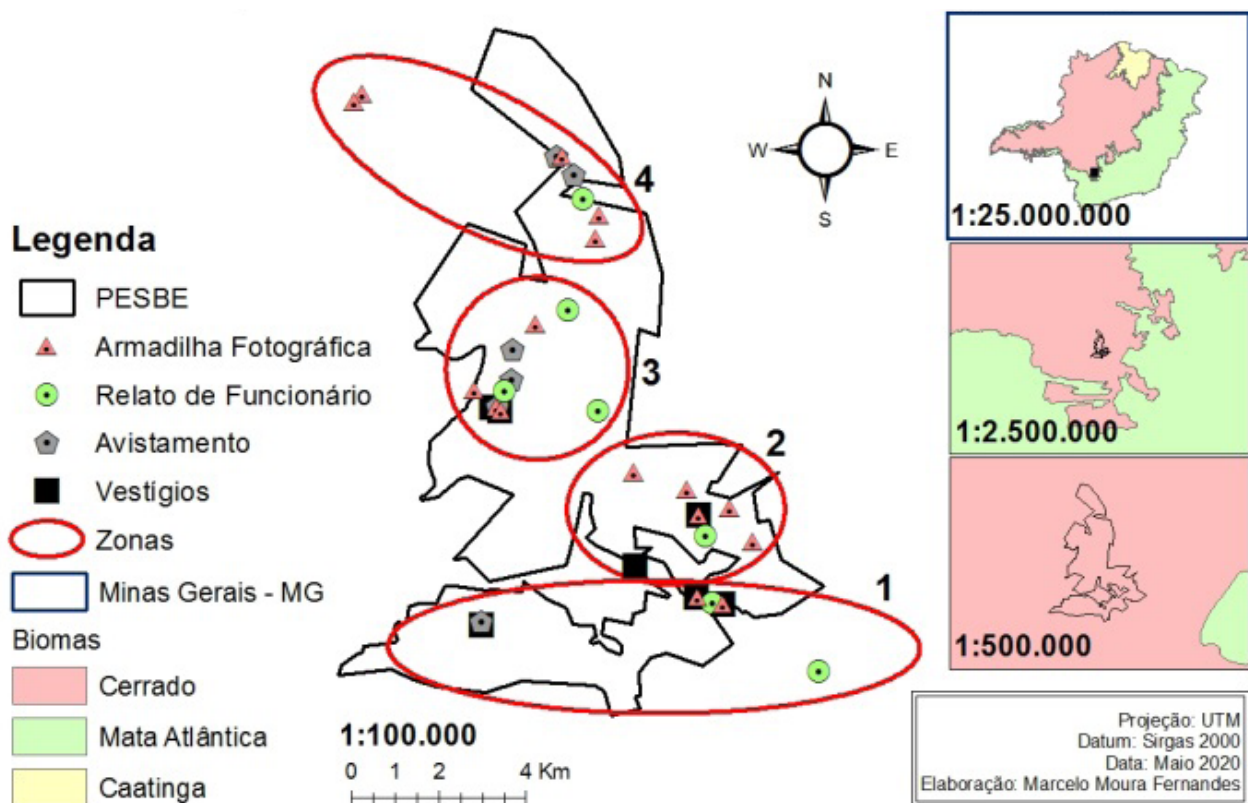 N
W E
S
4
3
2
1
Legenda
PESBE
Armadilha Fotográfica
Relato de Funcionário
Avistamento
Vestígios
Zonas
Minas Gerais - MG
Biomas
Cerrado
Mata Atlântica
Caatinga
1:100.000
0 1 2 4 Km
1:25.000.000
1:2.500.000
1:500.000
Projeção: UTM
Datum: Sirgas 2000
Data: Maio 2020
Elaboração: Marcelo Moura Fernandes